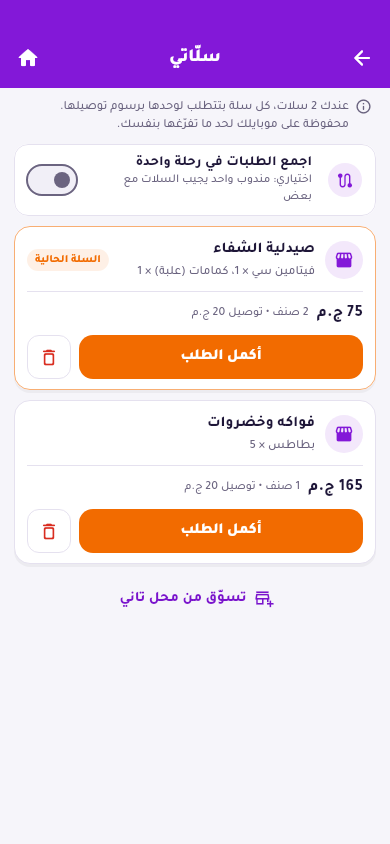 سلّاتي
عندك 2 سلات، كل سلة بتتطلب لوحدها برسوم توصيلها.
محفوظة على موبايلك لحد ما تفرّغها بنفسك.
اجمع الطلبات في رحلة واحدة
اختياري: مندوب واحد يجيب السلات مع
بعض
صيدلية الشفاء
السلة الحالية
فيتامين سي × 1، كمامات (علبة) × 1
75 ج.م 2 صنف • توصيل 20 ج.م
أكمل الطلب
فواكه وخضروات
بطاطس × 5
165 ج.م 1 صنف • توصيل 20 ج.م
أكمل الطلب
تسوّق من محل تاني